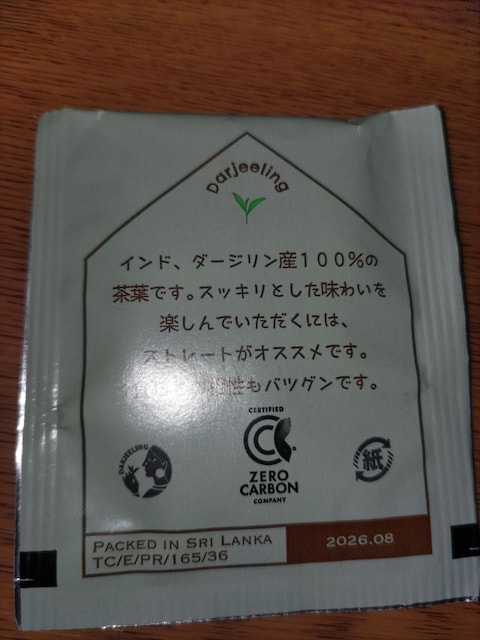 Darjeeling
インド、ダージリン産100%の
茶葉です。スッキリとした味わいを
楽しんでいただくには、
ストレートがオススメです。
相性もバツグンです。
DARJEELING
CERTIFIED
ZERO
CARBON
COMPANY
紙
PACKED IN SRI LANKA
TC/E/PR/165/36
2026.08